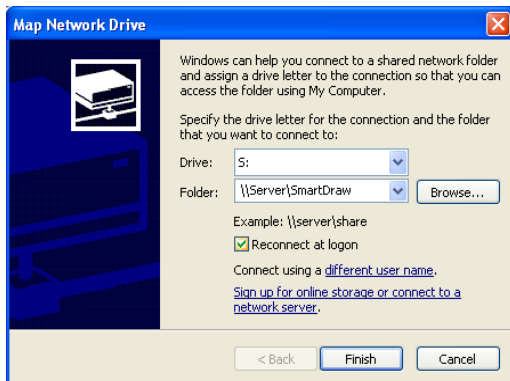 Map Network Drive
Windows can help you connect to a shared network folder
and assign a drive letter to the connection so that you can
access the folder using My Computer.
Specify the drive letter for the connection and the folder
that you want to connect to:
Drive: S:
Folder: \\Server\SmartDraw Browse...
Example: \\server\share
Reconnect at logon
Connect using a different user name.
Sign up for online storage or connect to a
network server.
< Back Finish Cancel